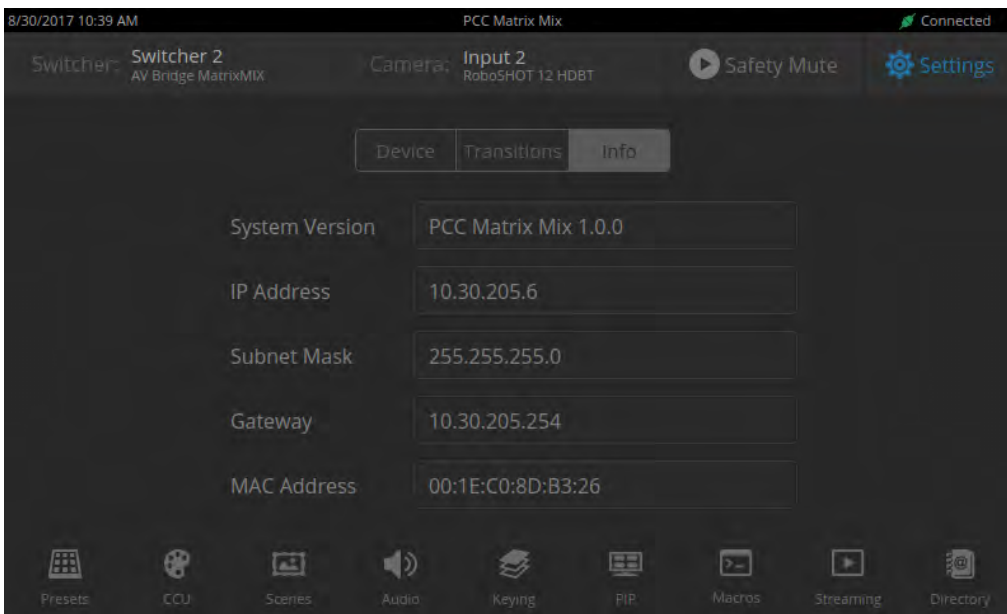 8/30/2017 10:39 AM PCC Matrix Mix Connected
Switcher: Switcher 2 Camera: Input 2 Safety Mute Settings
AV Bridge MatrixMIX RoboSHOT 12 HDBT
Device Transitions Info
System Version PCC Matrix Mix 1.0.0
IP Address 10.30.205.6
Subnet Mask 255.255.255.0
Gateway 10.30.205.254
MAC Address 00:1E:C0:8D:B3:26
Presets CCU Scenes Audio Keying PIP Macros Streaming Directory